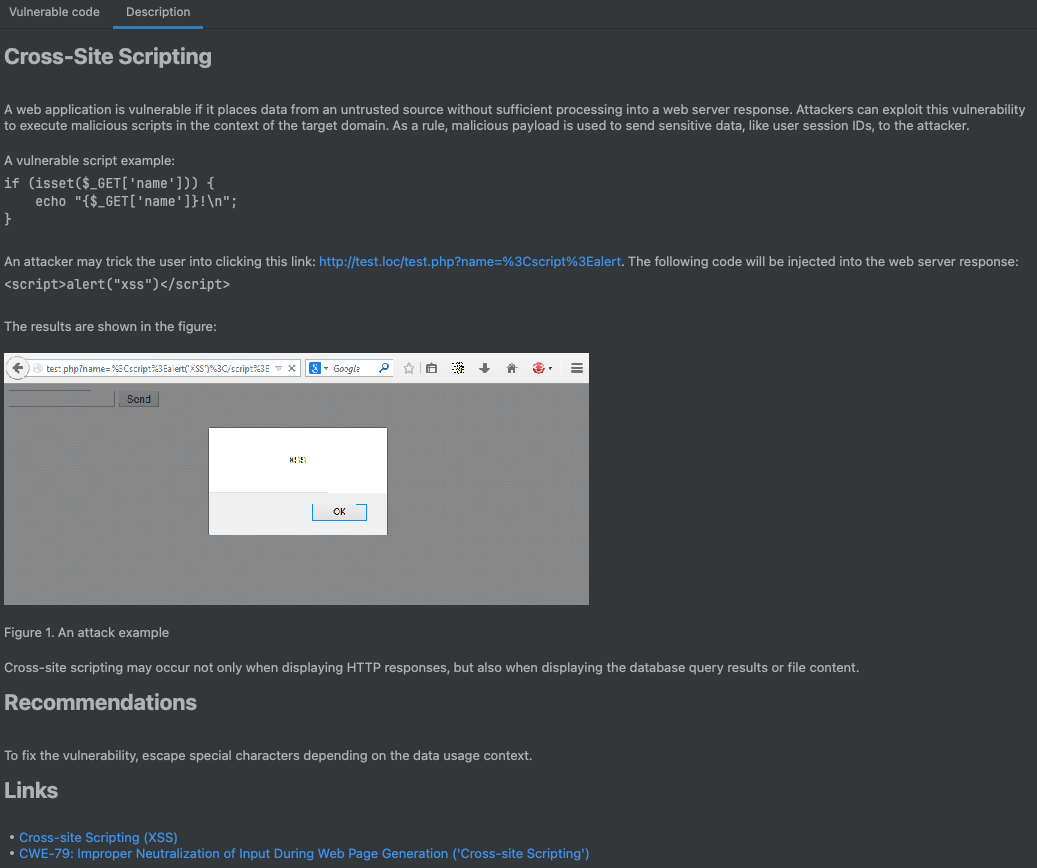 Vulnerable code Description
Cross-Site Scripting
A web application is vulnerable if it places data from an untrusted source without sufficient processing into a web server response. Attackers can exploit this vulnerability
to execute malicious scripts in the context of the target domain. As a rule, malicious payload is used to send sensitive data, like user session IDs, to the attacker.
A vulnerable script example:
if (isset($_GET['name'])) {
    echo "{$_GET['name']}!\n";
}
An attacker may trick the user into clicking this link: http://test.loc/test.php?name=%3Cscript%3Ealert. The following code will be injected into the web server response:
<script>alert("xss")</script>
The results are shown in the figure:
test.php?name=%3Cscript%3Ealert("XSS")%3C/script%3E Google
Send
XSS
OK
Figure 1. An attack example
Cross-site scripting may occur not only when displaying HTTP responses, but also when displaying the database query results or file content.
Recommendations
To fix the vulnerability, escape special characters depending on the data usage context.
Links
• Cross-site Scripting (XSS)
• CWE-79: Improper Neutralization of Input During Web Page Generation ('Cross-site Scripting')